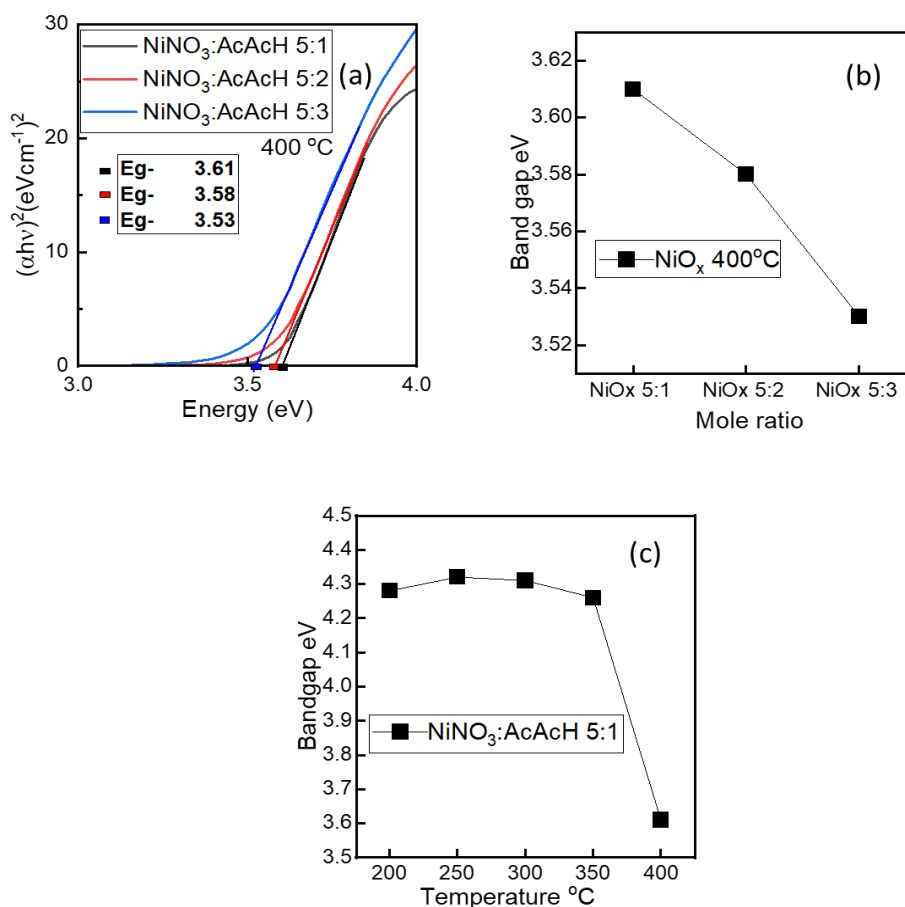 30
20
10
0
(αhν)²(eVcm⁻¹)²
NiNO₃:AcAcH 5:1
NiNO₃:AcAcH 5:2
NiNO₃:AcAcH 5:3
(a)
400 °C
Eg- 3.61
Eg- 3.58
Eg- 3.53
3.0 3.5 4.0
Energy (eV)
(b)
3.62
3.60
3.58
3.56
3.54
3.52
Band gap eV
NiOₓ 400°C
NiOx 5:1 NiOx 5:2 NiOx 5:3
Mole ratio
4.5
4.4
4.3
4.2
4.1
4.0
3.9
3.8
3.7
3.6
3.5
Bandgap eV
(c)
NiNO₃:AcAcH 5:1
200 250 300 350 400
Temperature °C